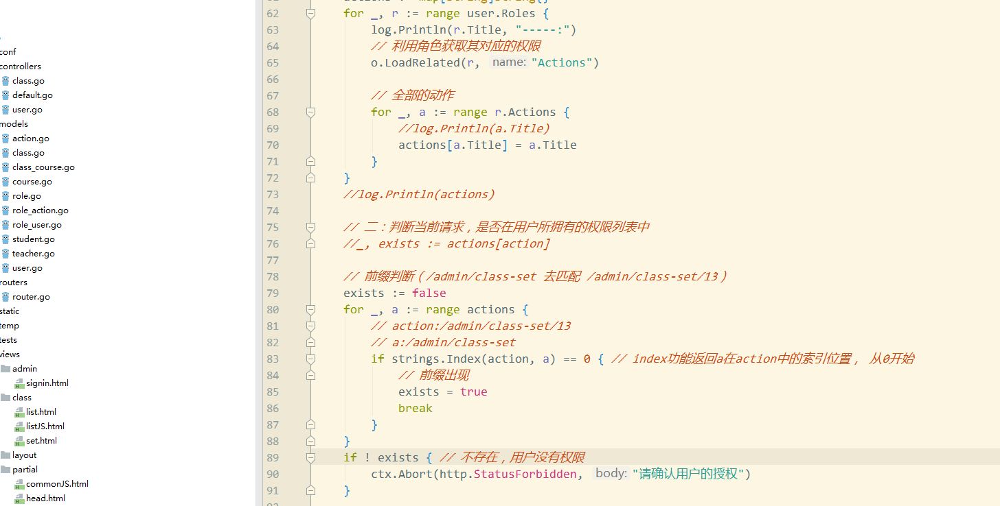 conf
controllers
class.go
default.go
user.go
models
action.go
class.go
class_course.go
course.go
role.go
role_action.go
role_user.go
student.go
teacher.go
user.go
routers
router.go
static
temp
tests
views
admin
signin.html
class
list.html
listJS.html
set.html
layout
partial
commonJS.html
head.html
62 for _, r := range user.Roles {
63 log.Println(r.Title, "-----:")
64 // 利用角色获取其对应的权限
65 o.LoadRelated(r, name: "Actions")
66
67 // 全部的动作
68 for _, a := range r.Actions {
69 //log.Println(a.Title)
70 actions[a.Title] = a.Title
71 }
72 }
73 //log.Println(actions)
74
75 // 二：判断当前请求，是否在用户所拥有的权限列表中
76 //_, exists := actions[action]
77
78 // 前缀判断（/admin/class-set 去匹配 /admin/class-set/13）
79 exists := false
80 for _, a := range actions {
81 // action:/admin/class-set/13
82 // a:/admin/class-set
83 if strings.Index(action, a) == 0 { // index功能返回a在action中的索引位置， 从0开始
84 // 前缀出现
85 exists = true
86 break
87 }
88 }
89 if ! exists { // 不存在，用户没有权限
90 ctx.Abort(http.StatusForbidden, body: "请确认用户的授权")
91 }